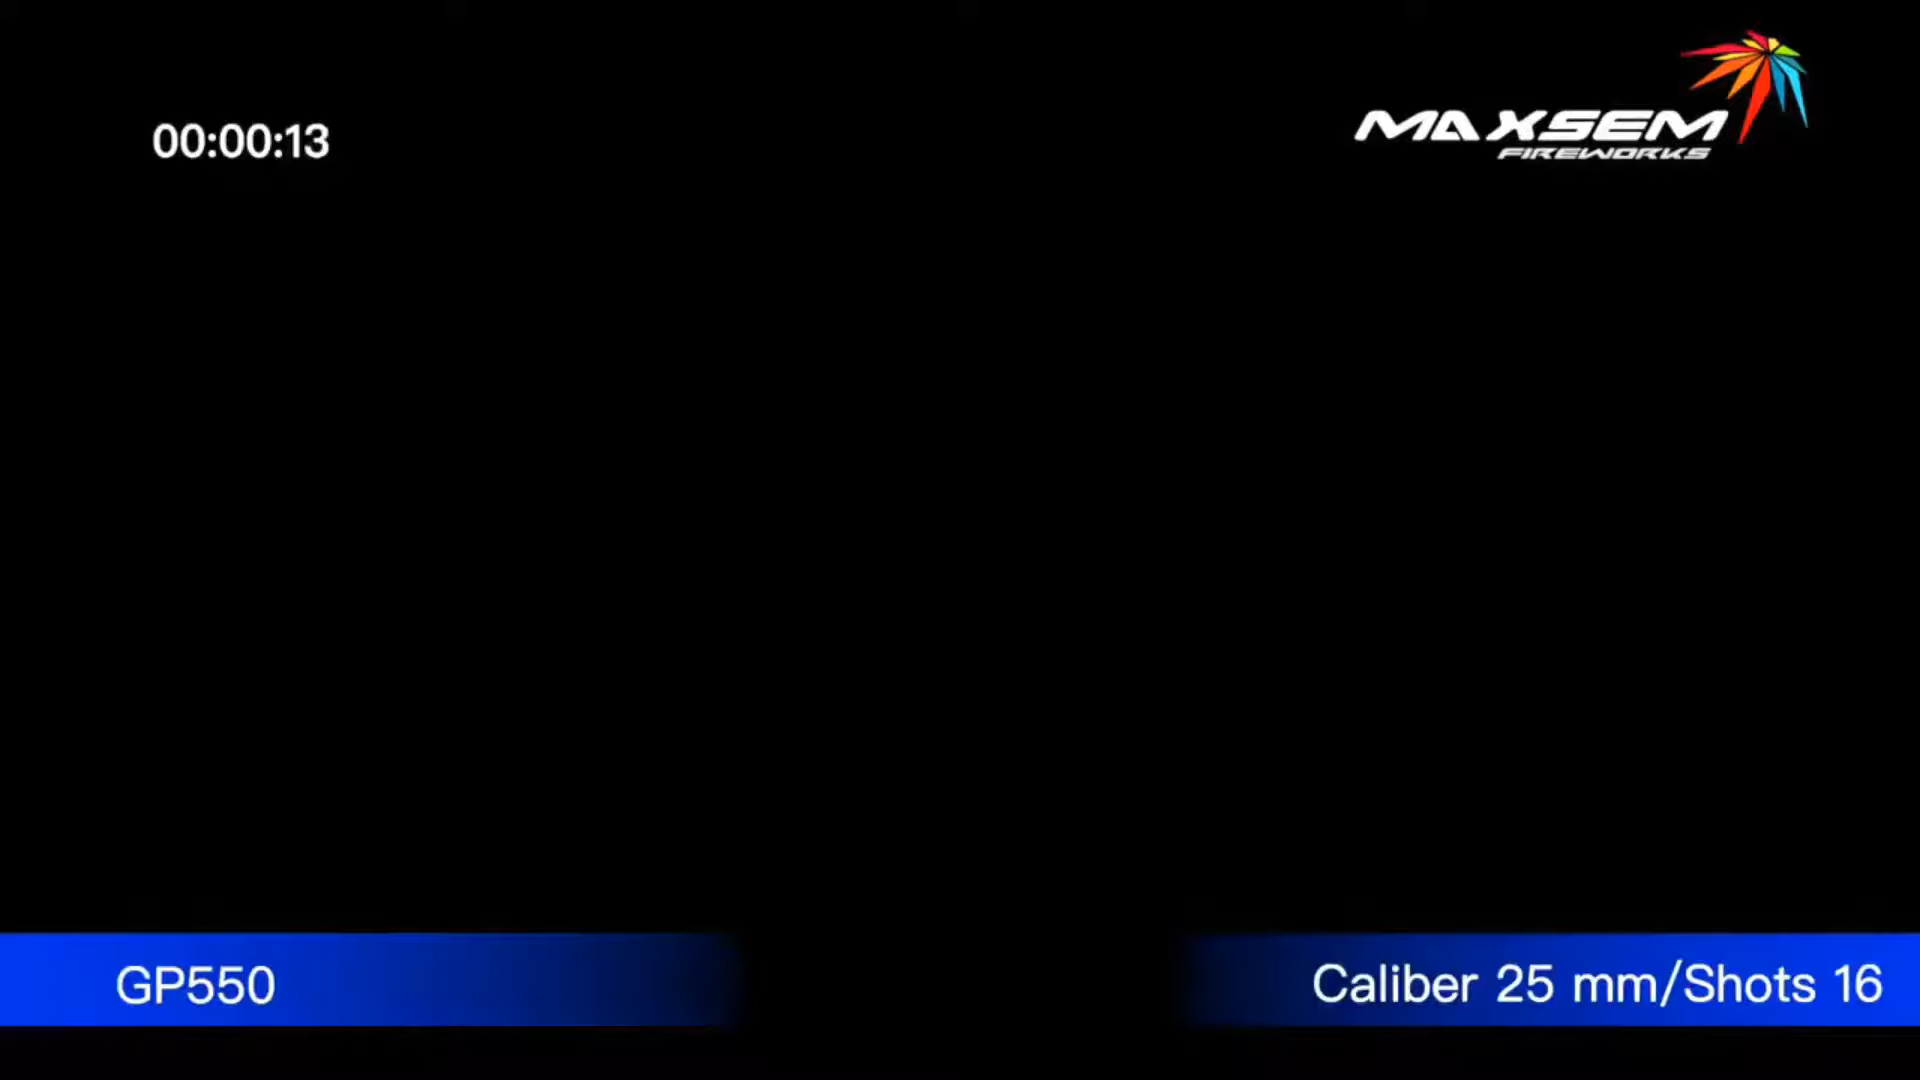 00:00:13
MAXSEM
FIREWORKS
GP550
Caliber 25 mm/Shots 16